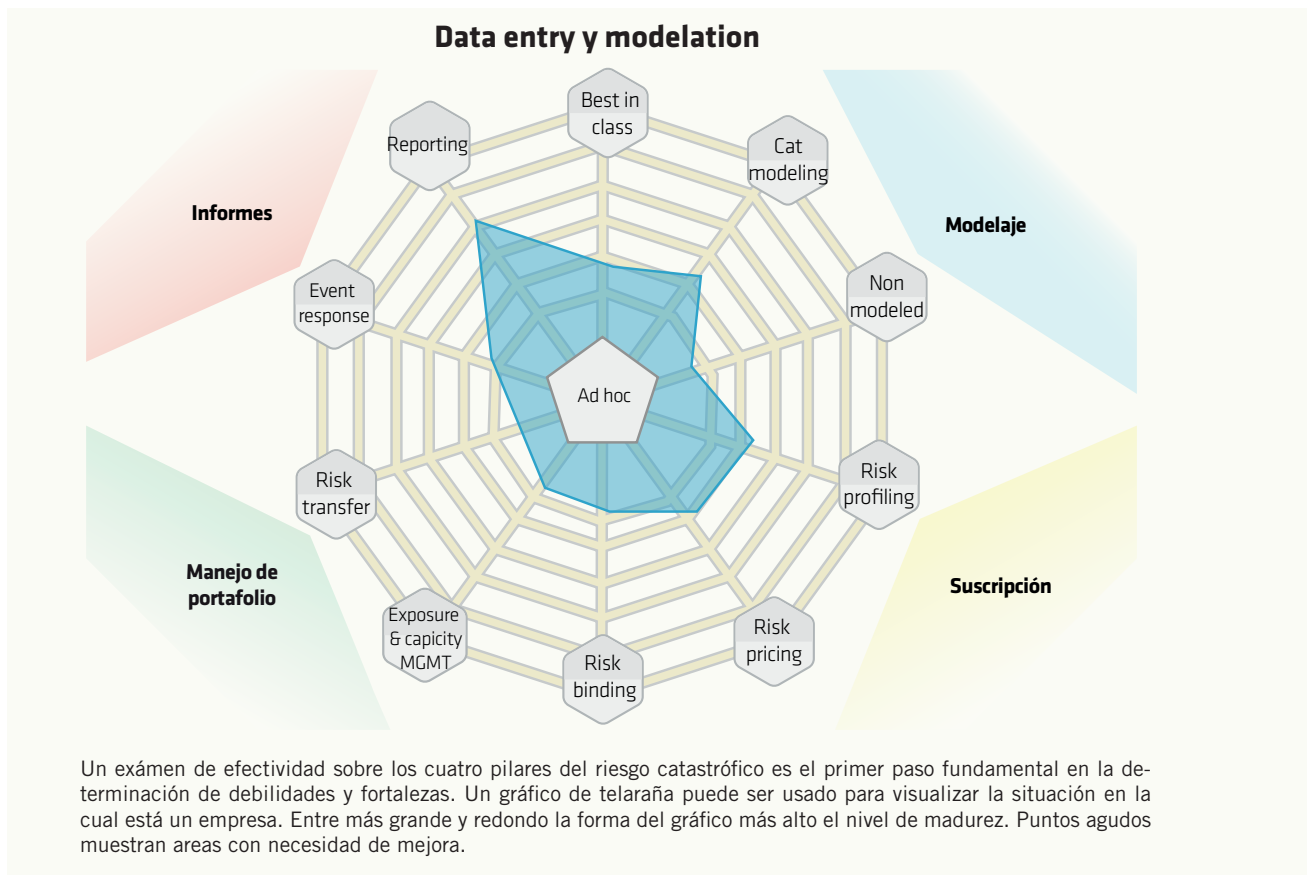 Data entry y modelation
Best in
class
Reporting
Cat
modeling
Informes
Modelaje
Event
response
Non
modeled
Ad hoc
Risk
transfer
Risk
profiling
Manejo de
portafolio
Suscripción
Exposure
& capicity
MGMT
Risk
pricing
Risk
binding
Un exámen de efectividad sobre los cuatro pilares del riesgo catastrófico es el primer paso fundamental en la de-
terminación de debilidades y fortalezas. Un gráfico de telaraña puede ser usado para visualizar la situación en la
cual está un empresa. Entre más grande y redondo la forma del gráfico más alto el nivel de madurez. Puntos agudos
muestran areas con necesidad de mejora.